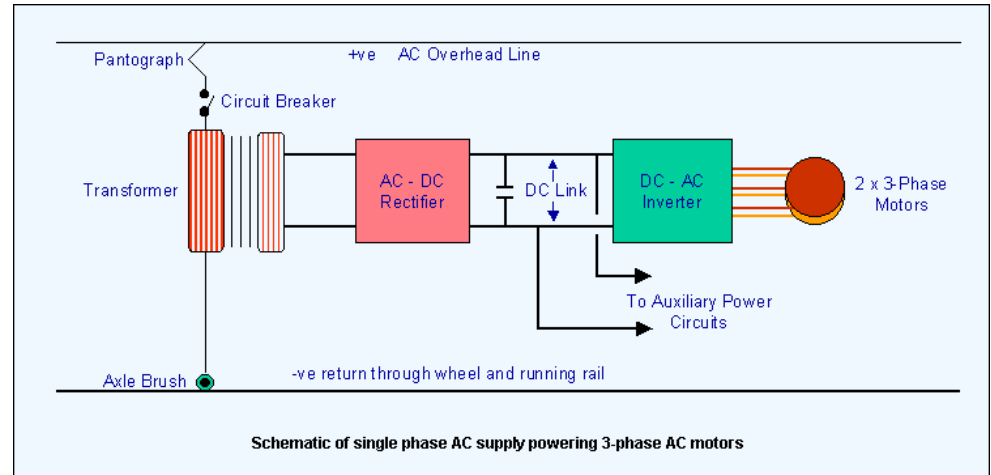 Pantograph
+ve AC Overhead Line
Circuit Breaker
Transformer
AC - DC
Rectifier
DC Link
DC - AC
Inverter
2 x 3-Phase
Motors
To Auxiliary Power
Circuits
Axle Brush
-ve return through wheel and running rail
Schematic of single phase AC supply powering 3-phase AC motors